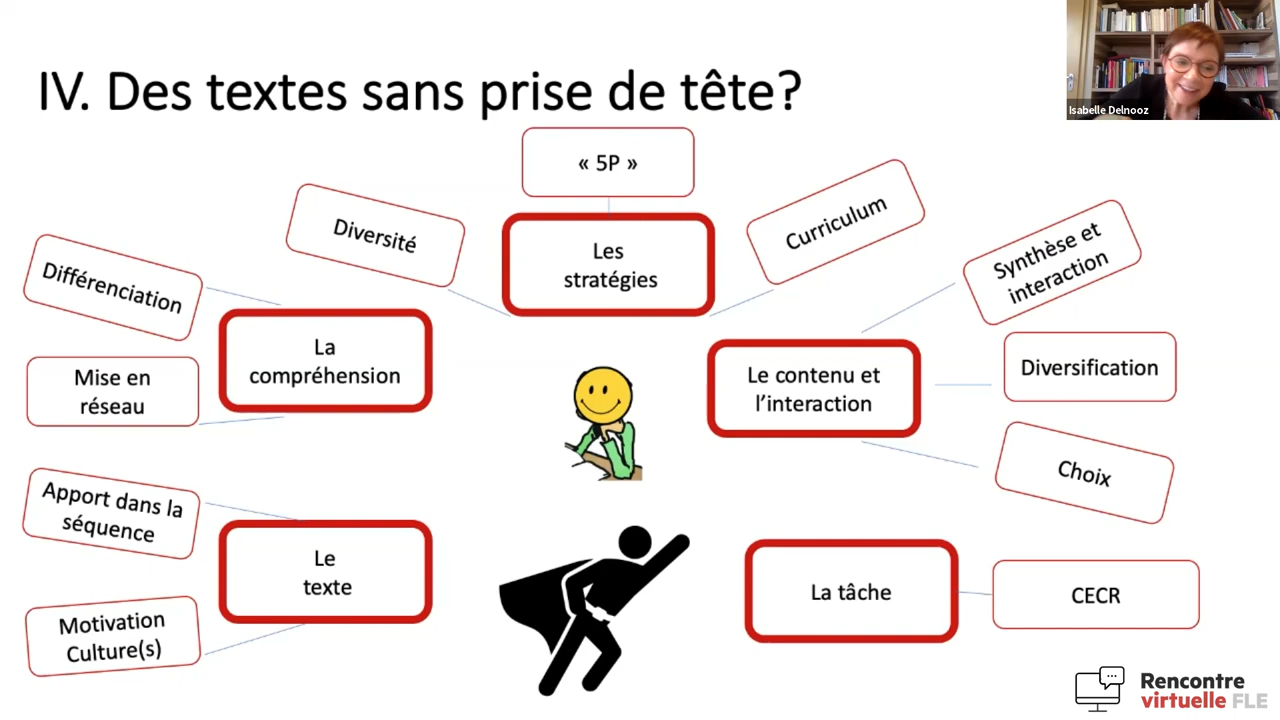 IV. Des textes sans prise de tête?
Isabelle Delnooz
« 5P »
Diversité
Curriculum
Les
stratégies
Synthèse et
interaction
Différenciation
La
compréhension
Mise en
réseau
Le contenu et
l’interaction
Diversification
Choix
Apport dans la
séquence
Le
texte
Motivation
Culture(s)
La tâche
CECR
Rencontre
virtuelle FLE